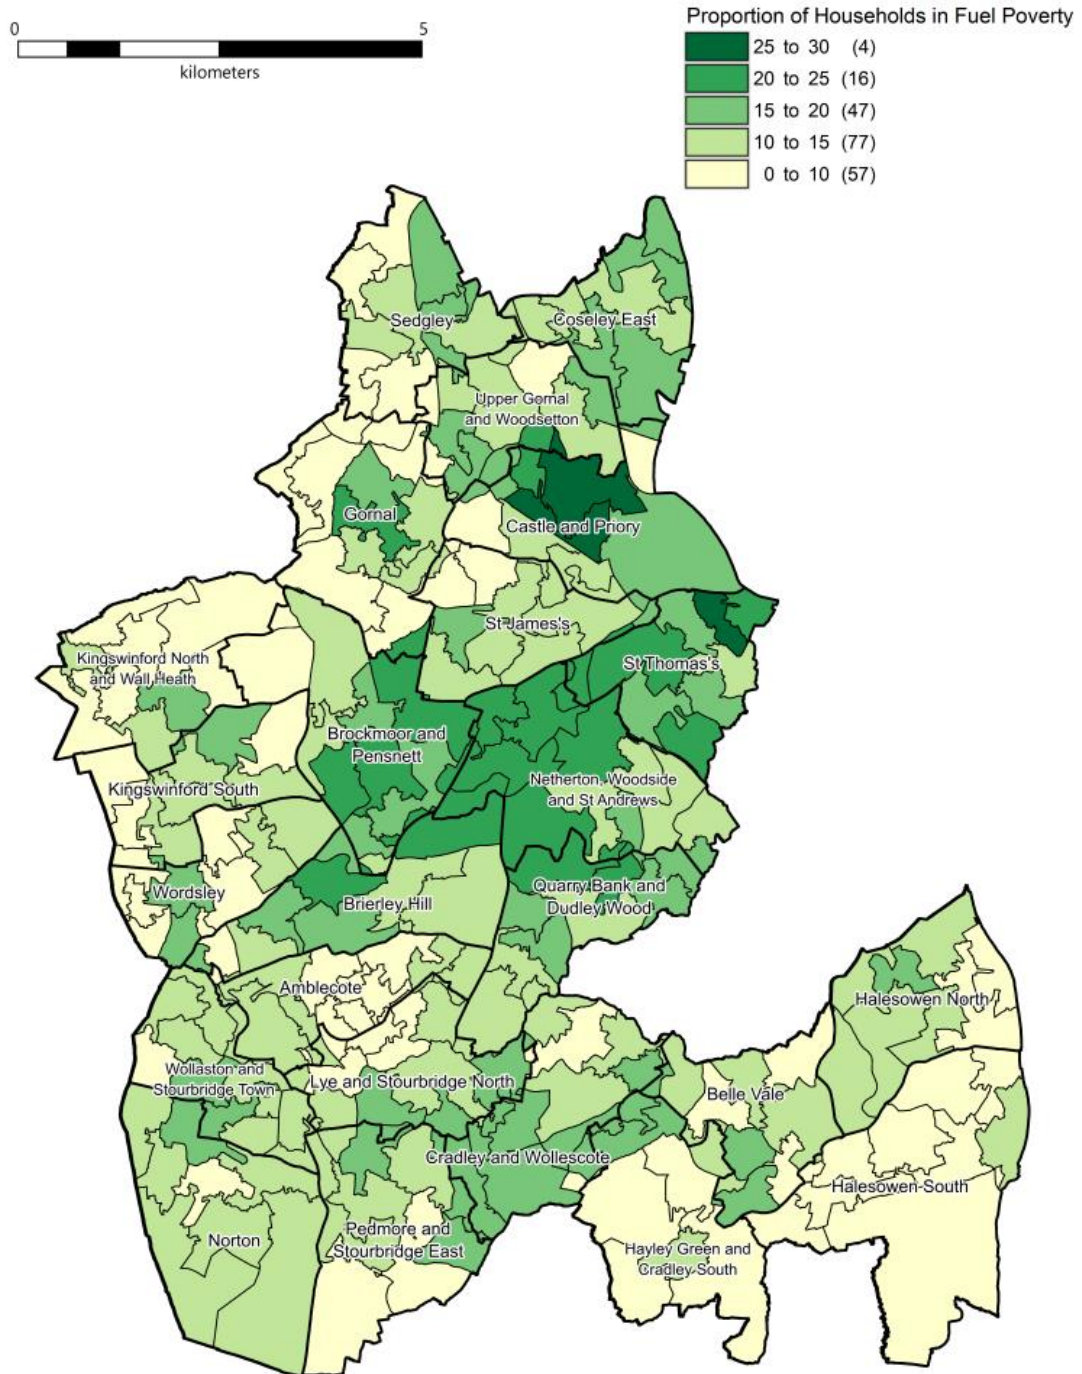 Proportion of Households in Fuel Poverty
0 5
kilometers
25 to 30 (4)
20 to 25 (16)
15 to 20 (47)
10 to 15 (77)
0 to 10 (57)
Sedgley
Coseley East
Upper Gornal
and Woodsetton
Gornal
Castle and Priory
St James's
Kingswinford North
and Wall Heath
St Thomas's
Brockmoor and
Pensnett
Netherton, Woodside
and St Andrews
Kingswinford South
Wordsley
Brierley Hill
Quarry Bank and
Dudley Wood
Amblecote
Halesowen North
Wollaston and
Stourbridge Town
Lye and Stourbridge North
Belle Vale
Cradley and Wollescote
Halesowen South
Norton
Pedmore and
Stourbridge East
Hayley Green and
Cradley South